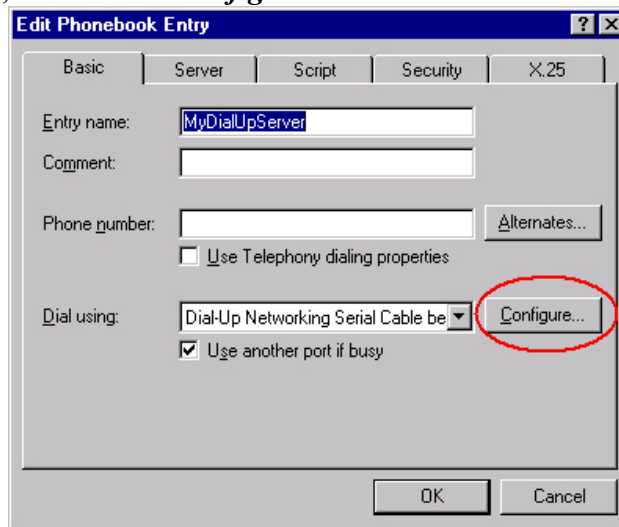 Edit Phonebook Entry
Basic Server Script Security X.25
Entry name: MyDialUpServer
Comment:
Phone number: Alternates...
Use Telephony dialing properties
Dial using: Dial-Up Networking Serial Cable be Configure...
Use another port if busy
OK Cancel